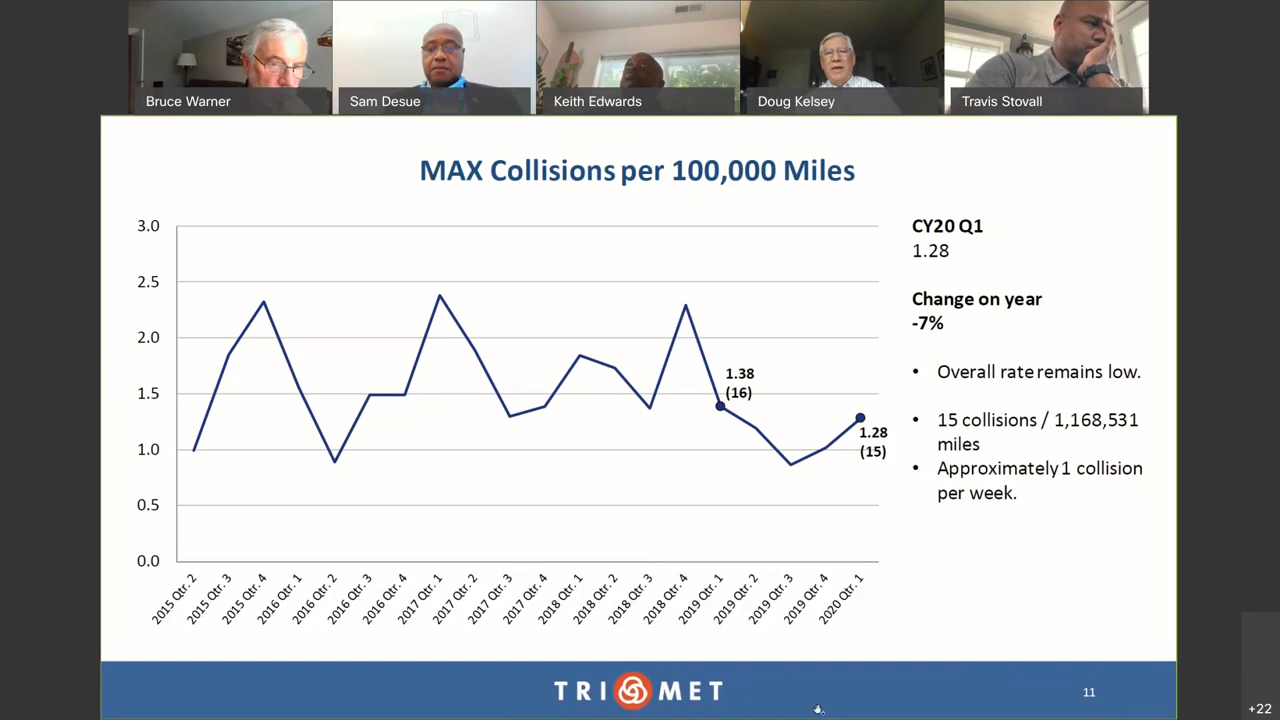 Bruce Warner
Sam Desue
Keith Edwards
Doug Kelsey
Travis Stovall
MAX Collisions per 100,000 Miles
3.0
2.5
2.0
1.5
1.0
0.5
0.0
1.38
(16)
1.28
(15)
2015 Qtr. 2
2015 Qtr. 3
2015 Qtr. 4
2016 Qtr. 1
2016 Qtr. 2
2016 Qtr. 3
2016 Qtr. 4
2017 Qtr. 1
2017 Qtr. 2
2017 Qtr. 3
2017 Qtr. 4
2018 Qtr. 1
2018 Qtr. 2
2018 Qtr. 3
2018 Qtr. 4
2019 Qtr. 1
2019 Qtr. 2
2019 Qtr. 3
2019 Qtr. 4
2020 Qtr. 1
CY20 Q1
1.28
Change on year
-7%
• Overall rate remains low.
• 15 collisions / 1,168,531
miles
• Approximately 1 collision
per week.
TRI MET
11
+22